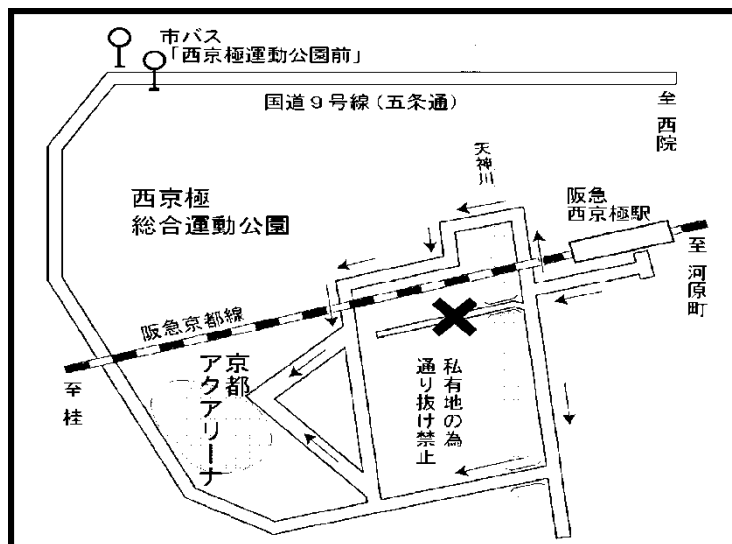 市バス
「西京極運動公園前」
国道9号線(五条通)
至
西院
天神川
西京極
総合運動公園
阪急
西京極駅
至
河原町
阪急京都線
京都
アクアリーナ
私有地の為
通り抜け禁止
至
桂